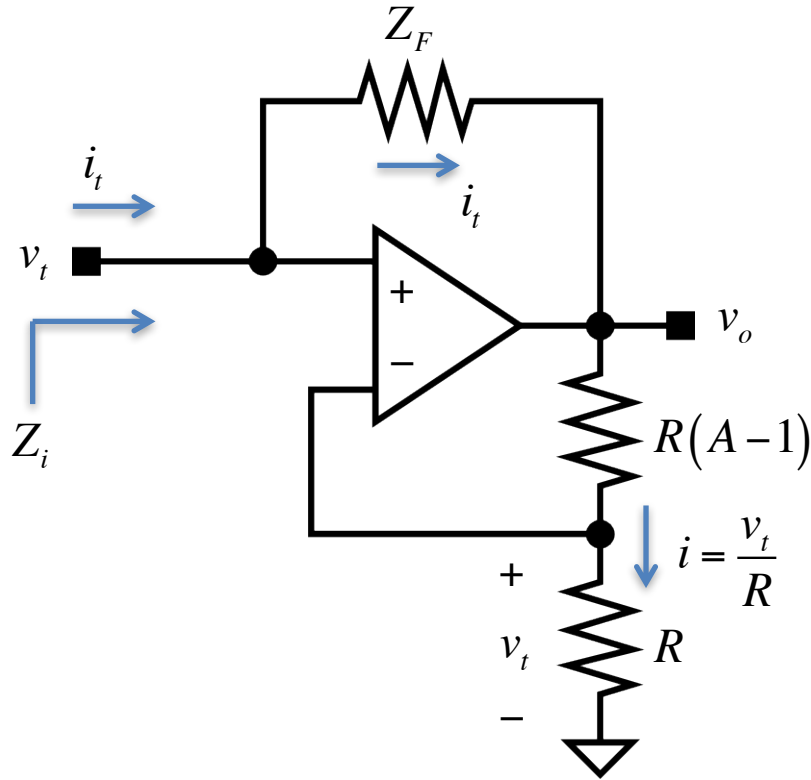 Z_F
i_t
i_t
v_t
+
−
v_o
Z_i
R(A − 1)
i = v_t/R
+
v_t
R
−